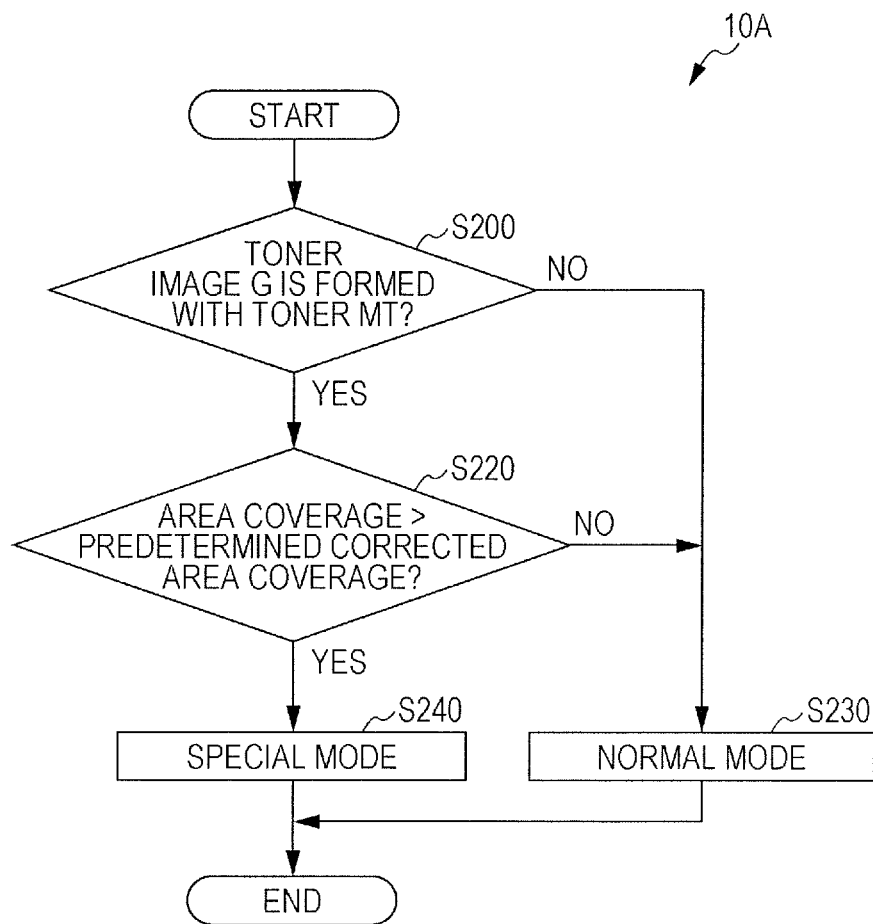 10A
START
S200
TONER
IMAGE G IS FORMED
WITH TONER MT?
NO
YES
S220
AREA COVERAGE >
PREDETERMINED CORRECTED
AREA COVERAGE?
NO
YES
S240
SPECIAL MODE
S230
NORMAL MODE
END